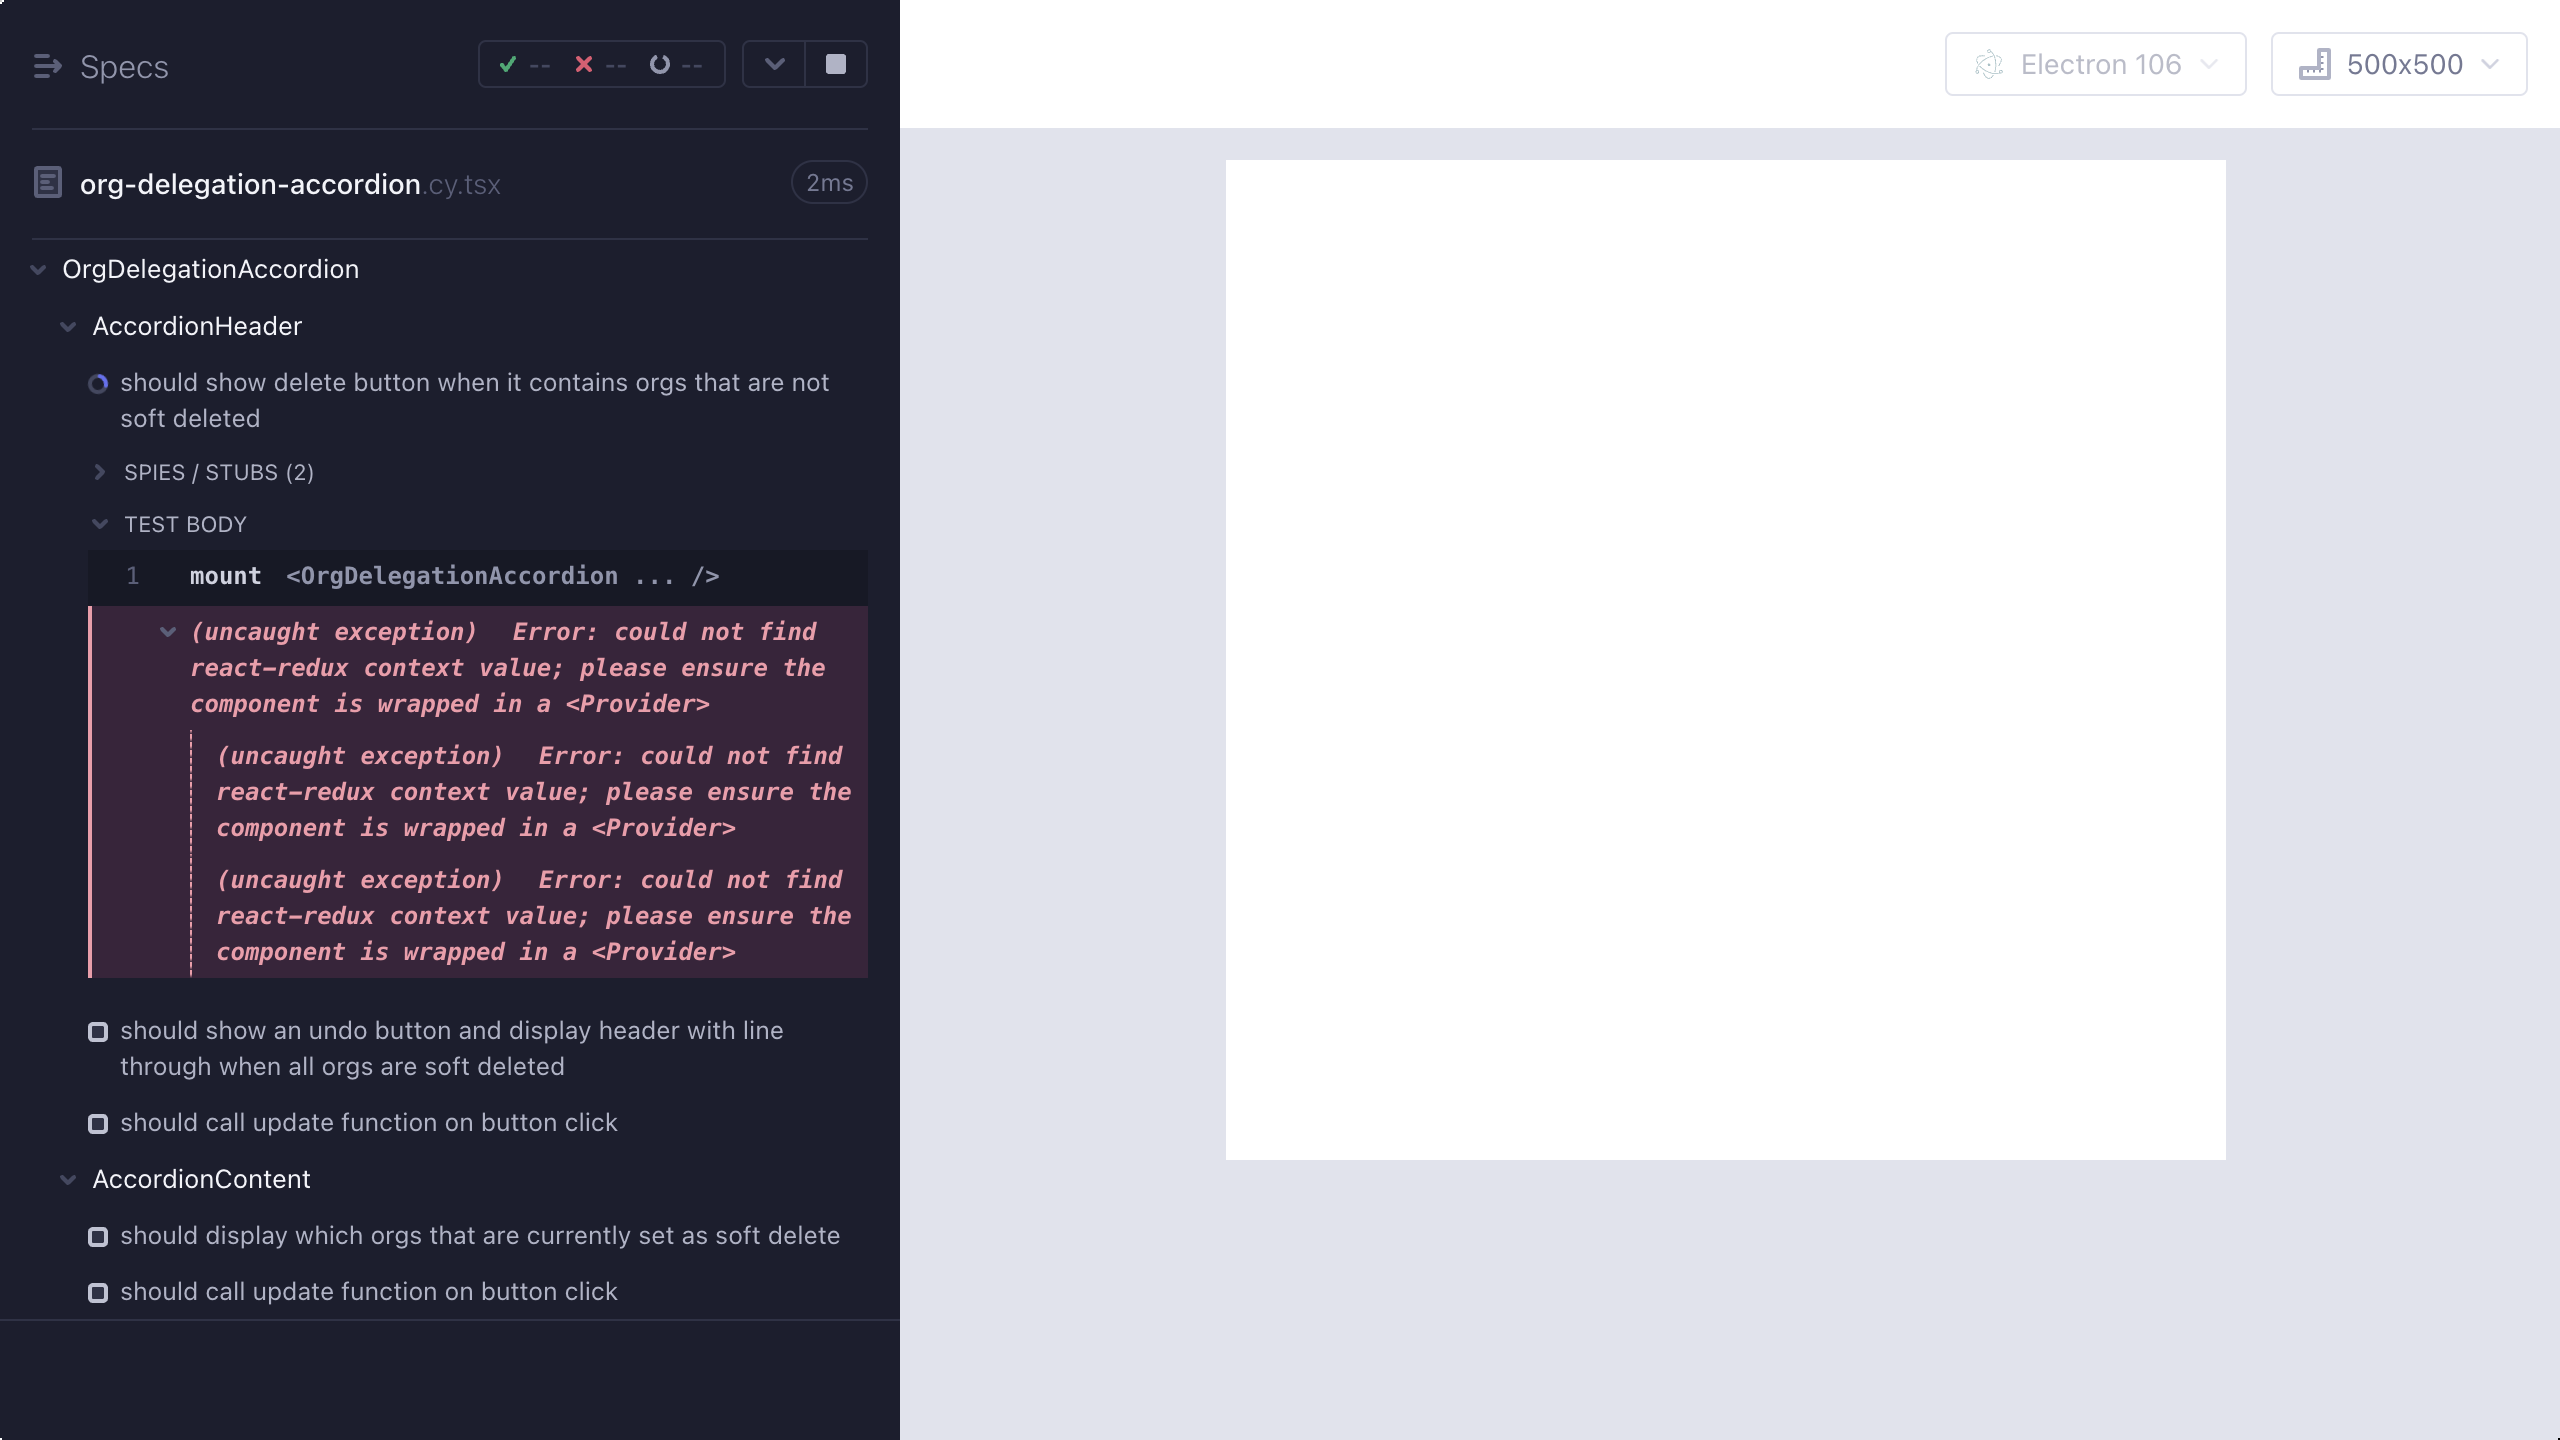 Specs
-- -- --
Electron 106
500x500
org-delegation-accordion.cy.tsx
2ms
OrgDelegationAccordion
AccordionHeader
should show delete button when it contains orgs that are not
soft deleted
SPIES / STUBS (2)
TEST BODY
1 mount <OrgDelegationAccordion ... />
(uncaught exception) Error: could not find
react-redux context value; please ensure the
component is wrapped in a <Provider>
(uncaught exception) Error: could not find
react-redux context value; please ensure the
component is wrapped in a <Provider>
(uncaught exception) Error: could not find
react-redux context value; please ensure the
component is wrapped in a <Provider>
should show an undo button and display header with line
through when all orgs are soft deleted
should call update function on button click
AccordionContent
should display which orgs that are currently set as soft delete
should call update function on button click